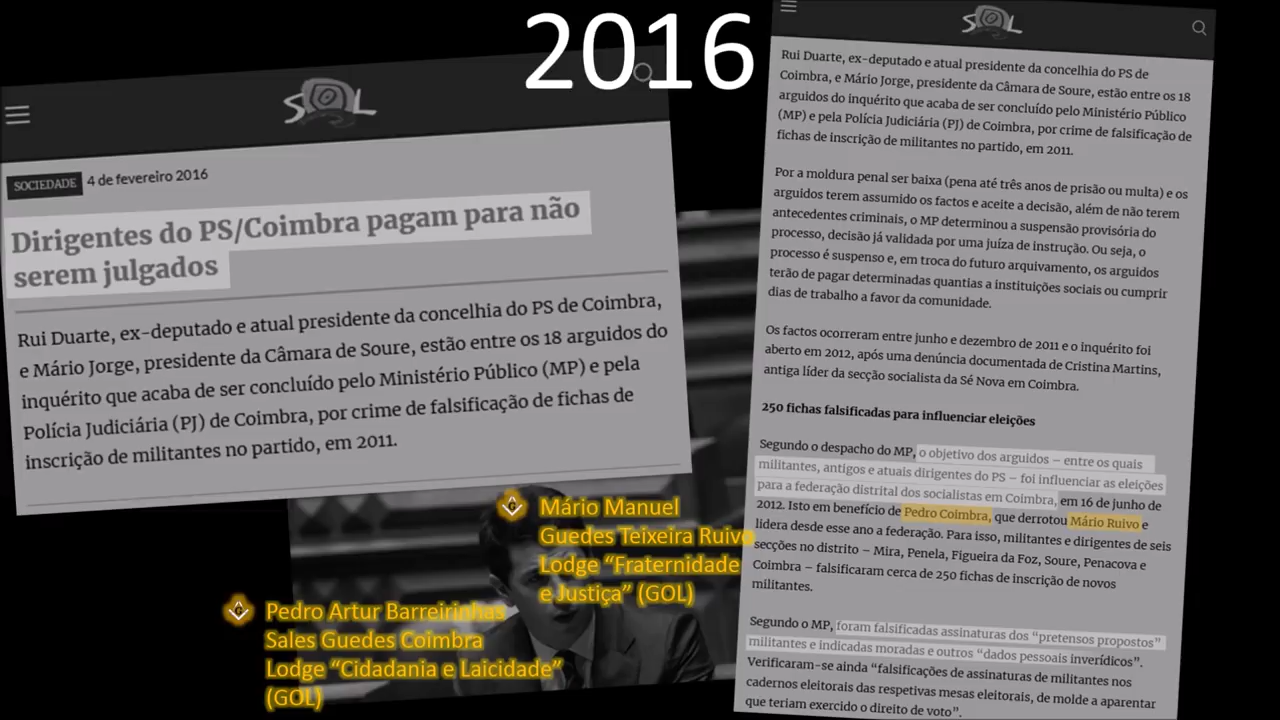 2016
SOL
SOCIEDADE 4 de fevereiro 2016
Dirigentes do PS/Coimbra pagam para não
serem julgados
Rui Duarte, ex-deputado e atual presidente da concelhia do PS de Coimbra,
e Mário Jorge, presidente da Câmara de Soure, estão entre os 18 arguidos do
inquérito que acaba de ser concluído pelo Ministério Público (MP) e pela
Polícia Judiciária (PJ) de Coimbra, por crime de falsificação de fichas de
inscrição de militantes no partido, em 2011.
Mário Manuel
Guedes Teixeira Ruivo
Lodge “Fraternidade
e Justiça” (GOL)
Pedro Artur Barreirinhas
Sales Guedes Coimbra
Lodge “Cidadania e Laicidade”
(GOL)
SOL
Rui Duarte, ex-deputado e atual presidente da concelhia do PS de
Coimbra, e Mário Jorge, presidente da Câmara de Soure, estão entre os 18
arguidos do inquérito que acaba de ser concluído pelo Ministério Público
(MP) e pela Polícia Judiciária (PJ) de Coimbra, por crime de falsificação de
fichas de inscrição de militantes no partido, em 2011.
Por a moldura penal ser baixa (pena até três anos de prisão ou multa) e os
arguidos terem assumido os factos e aceite a decisão, além de não terem
antecedentes criminais, o MP determinou a suspensão provisória do
processo, decisão já validada por uma juíza de instrução. Ou seja, o
processo é suspenso e, em troca do futuro arquivamento, os arguidos
terão de pagar determinadas quantias a instituições sociais ou cumprir
dias de trabalho a favor da comunidade.
Os factos ocorreram entre junho e dezembro de 2011 e o inquérito foi
aberto em 2012, após uma denúncia documentada de Cristina Martins,
antiga líder da secção socialista da Sé Nova em Coimbra.
250 fichas falsificadas para influenciar eleições
Segundo o despacho do MP, o objetivo dos arguidos – entre os quais
militantes, antigos e atuais dirigentes do PS – foi influenciar as eleições
para a federação distrital dos socialistas em Coimbra, em 16 de junho de
2012. Isto em benefício de Pedro Coimbra, que derrotou Mário Ruivo e
lidera desde esse ano a federação. Para isso, militantes e dirigentes de seis
secções no distrito – Mira, Penela, Figueira da Foz, Soure, Penacova e
Coimbra – falsificaram cerca de 250 fichas de inscrição de novos
militantes.
Segundo o MP, foram falsificadas assinaturas dos “pretensos propostos”
militantes e indicadas moradas e outros “dados pessoais inverídicos”.
Verificaram-se ainda “falsificações de assinaturas de militantes nos
cadernos eleitorais das respetivas mesas eleitorais, de molde a aparentar
que teriam exercido o direito de voto”.